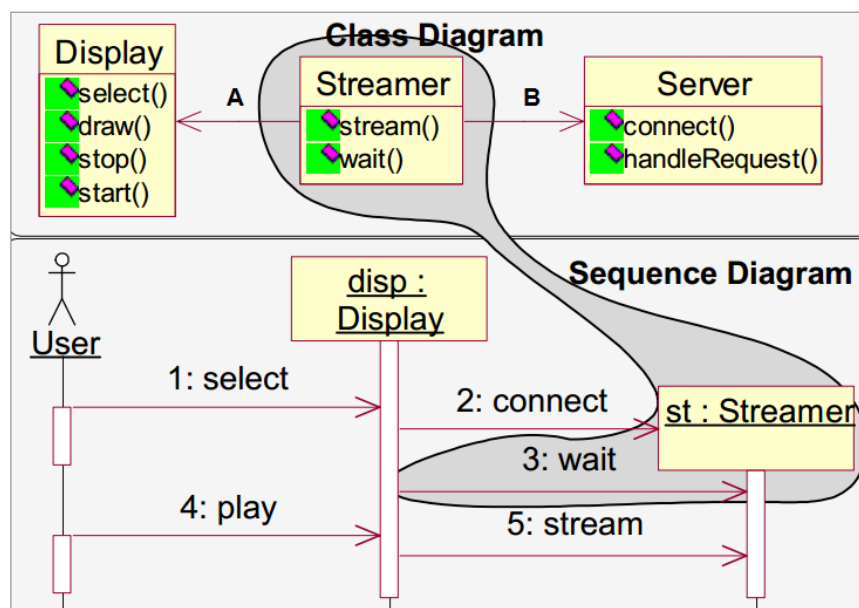 Class Diagram
Display
select()
draw()
stop()
start()
A
Streamer
stream()
wait()
B
Server
connect()
handleRequest()
Sequence Diagram
User
disp :
Display
1: select
2: connect
st : Streamer
3: wait
4: play
5: stream